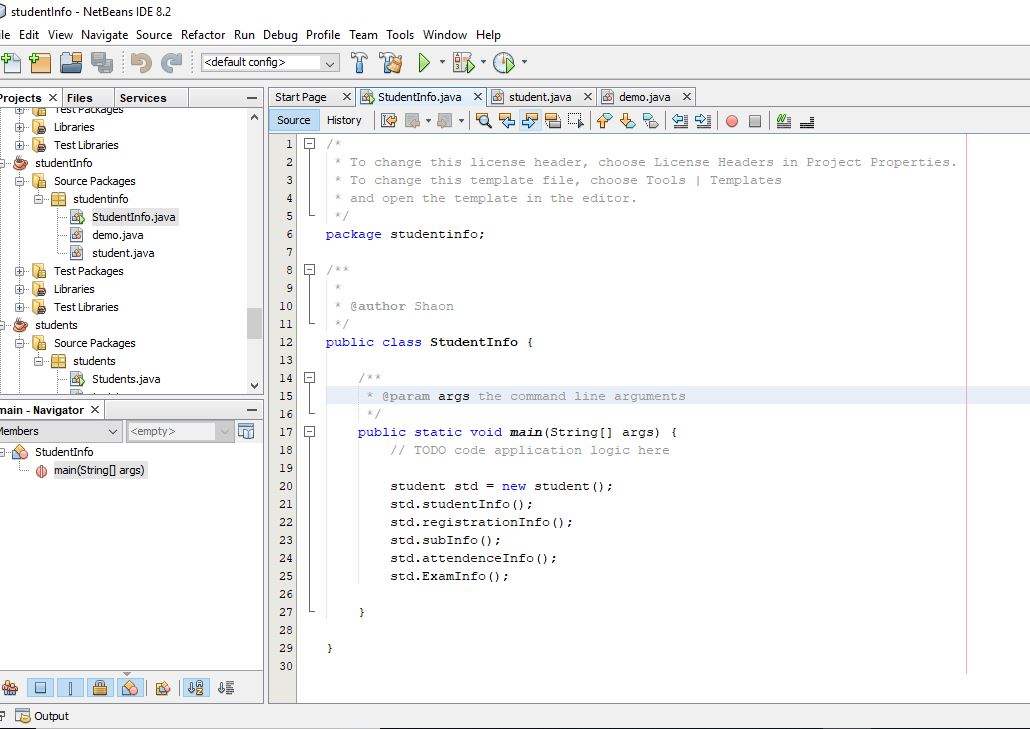 studentInfo - NetBeans IDE 8.2
Edit View Navigate Source Refactor Run Debug Profile Team Tools Window Help
<default config>
Projects Files Services
Test Packages
Libraries
Test Libraries
studentInfo
Source Packages
studentinfo
StudentInfo.java
demo.java
student.java
Test Packages
Libraries
Test Libraries
students
Source Packages
students
Students.java
main - Navigator
Members <empty>
StudentInfo
main(String[] args)
Start Page StudentInfo.java student.java demo.java
Source History
1 /*
2 * To change this license header, choose License Headers in Project Properties.
3 * To change this template file, choose Tools | Templates
4 * and open the template in the editor.
5 */
6 package studentinfo;
7
8 /**
9 *
10 * @author Shaon
11 */
12 public class StudentInfo {
13
14 /**
15 * @param args the command line arguments
16 */
17 public static void main(String[] args) {
18 // TODO code application logic here
19
20 student std = new student();
21 std.studentInfo();
22 std.registrationInfo();
23 std.subInfo();
24 std.attendenceInfo();
25 std.ExamInfo();
26
27 }
28
29 }
30
Output